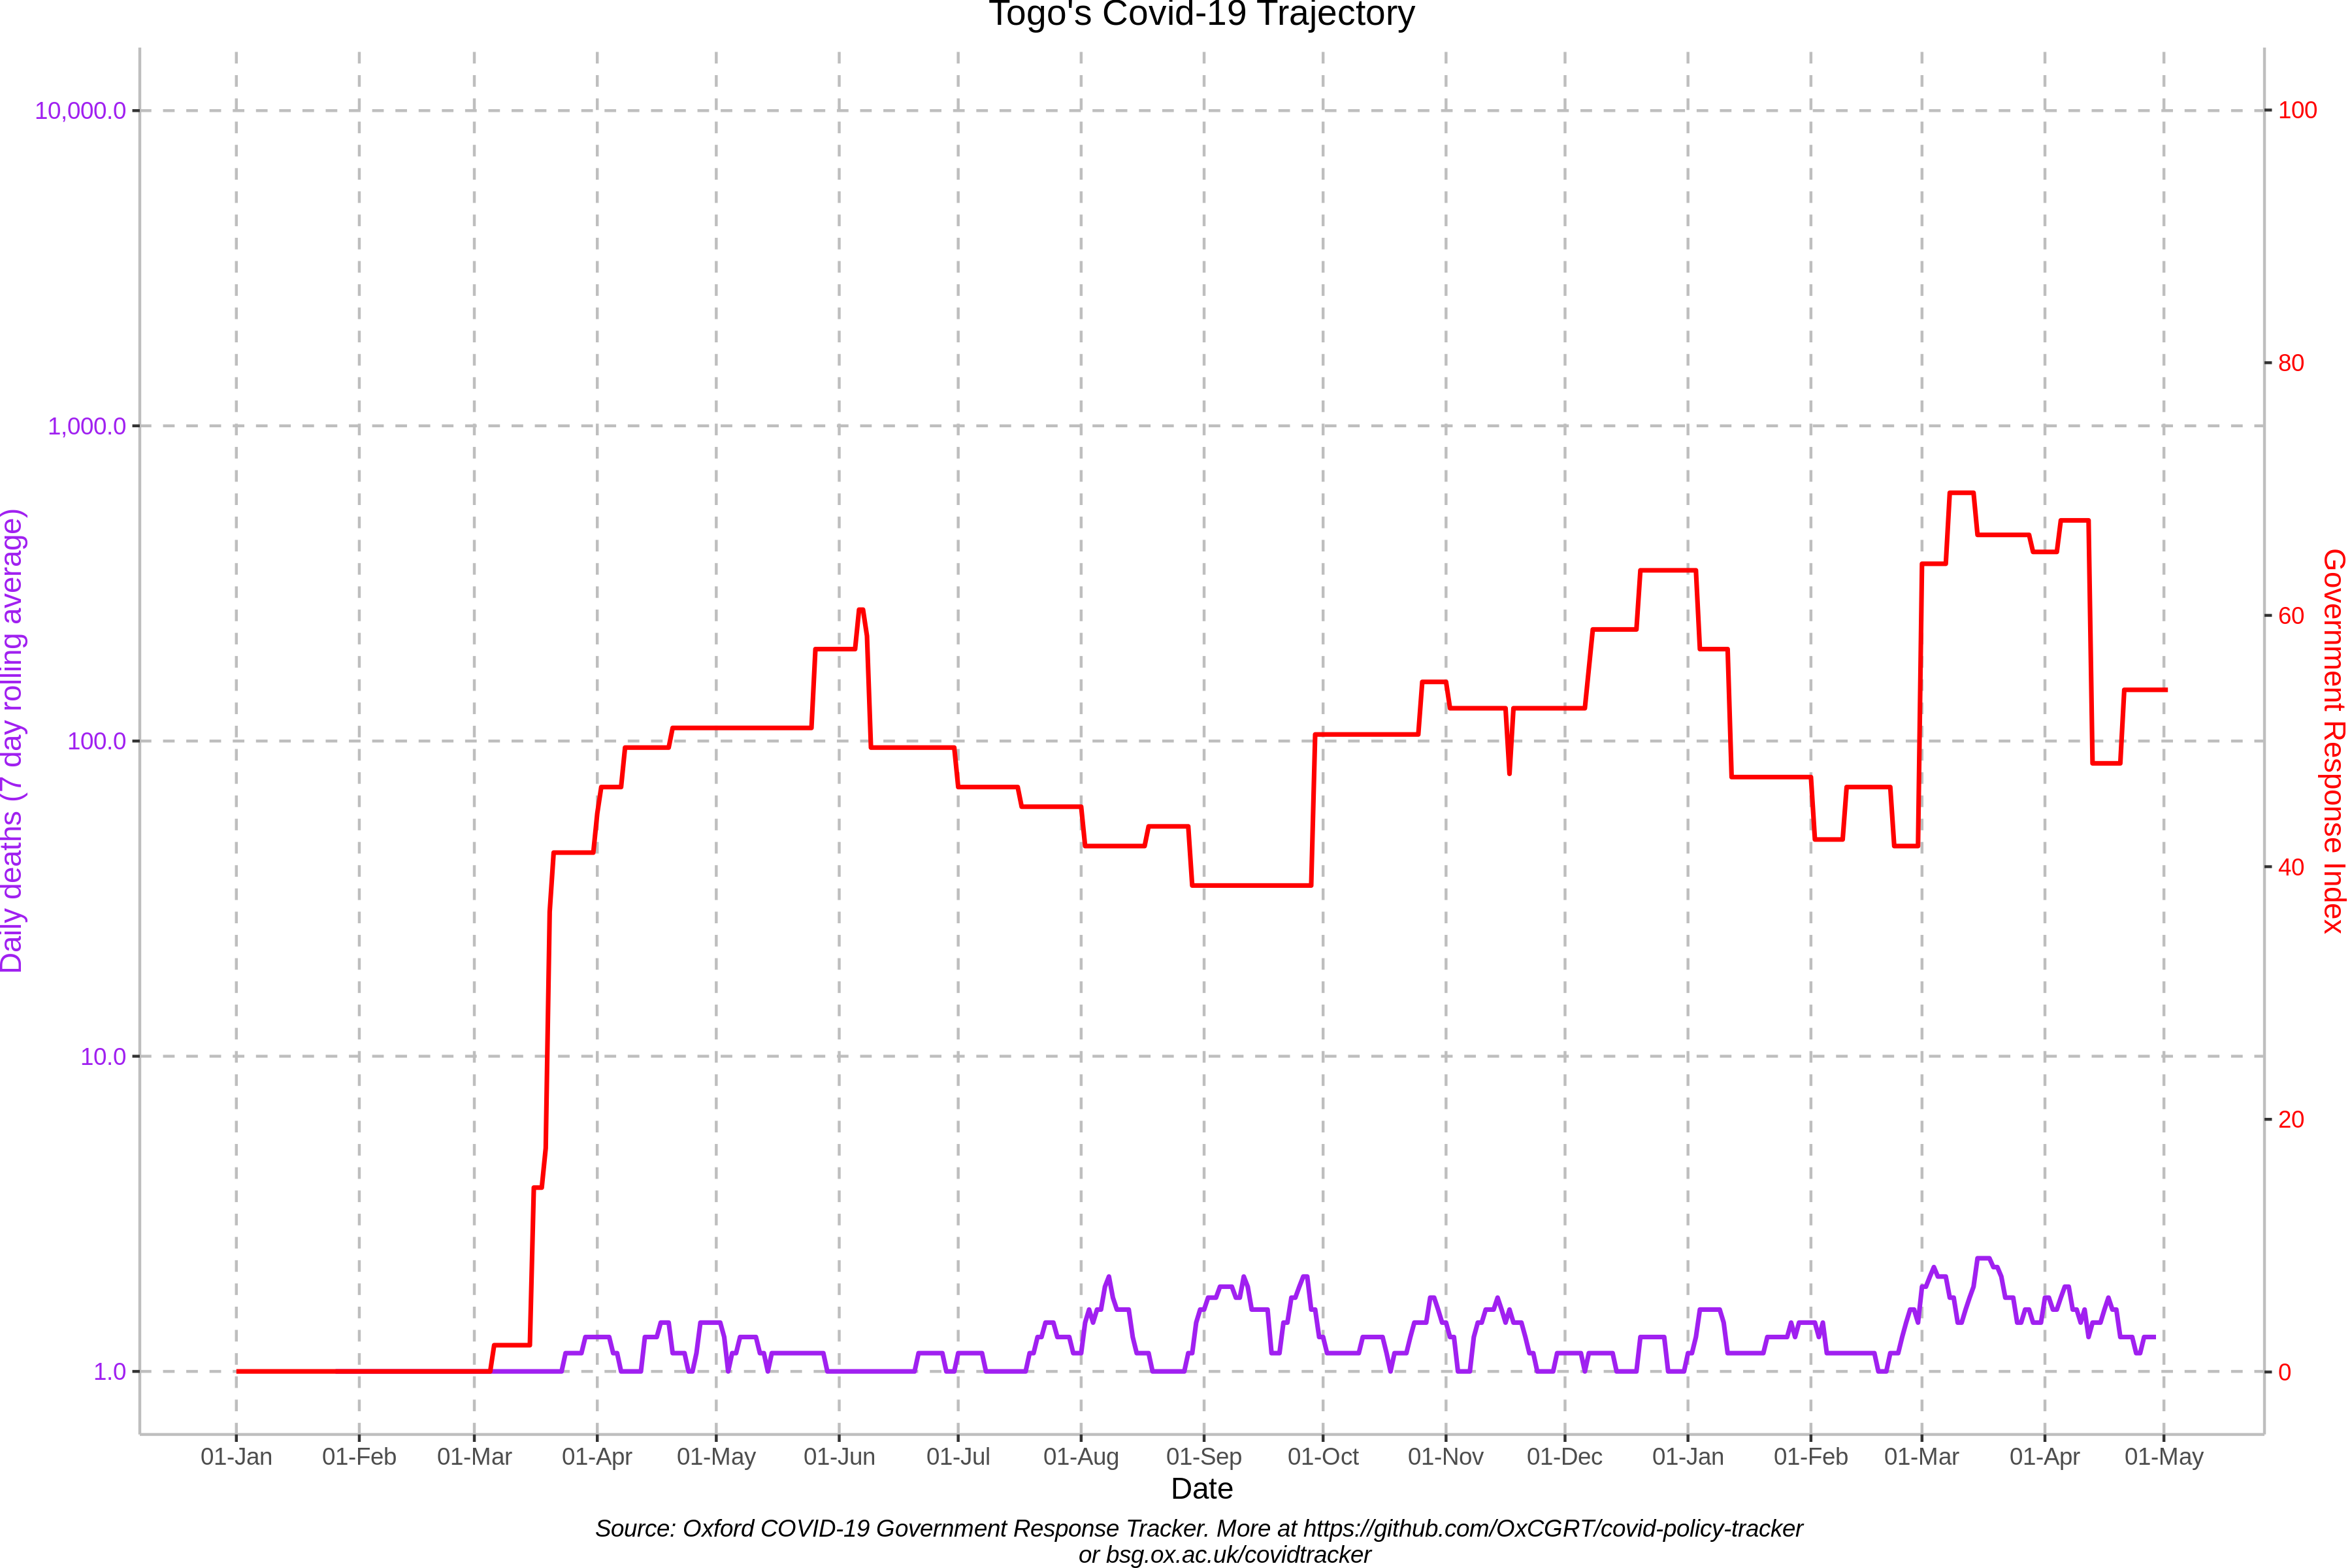 Togo's Covid-19 Trajectory
10,000.0
1,000.0
100.0
10.0
1.0
Daily deaths (7 day rolling average)
100
80
60
40
20
0
Government Response Index
01-Jan 01-Feb 01-Mar 01-Apr 01-May 01-Jun 01-Jul 01-Aug 01-Sep 01-Oct 01-Nov 01-Dec 01-Jan 01-Feb 01-Mar 01-Apr 01-May
Date
Source: Oxford COVID-19 Government Response Tracker. More at https://github.com/OxCGRT/covid-policy-tracker
or bsg.ox.ac.uk/covidtracker